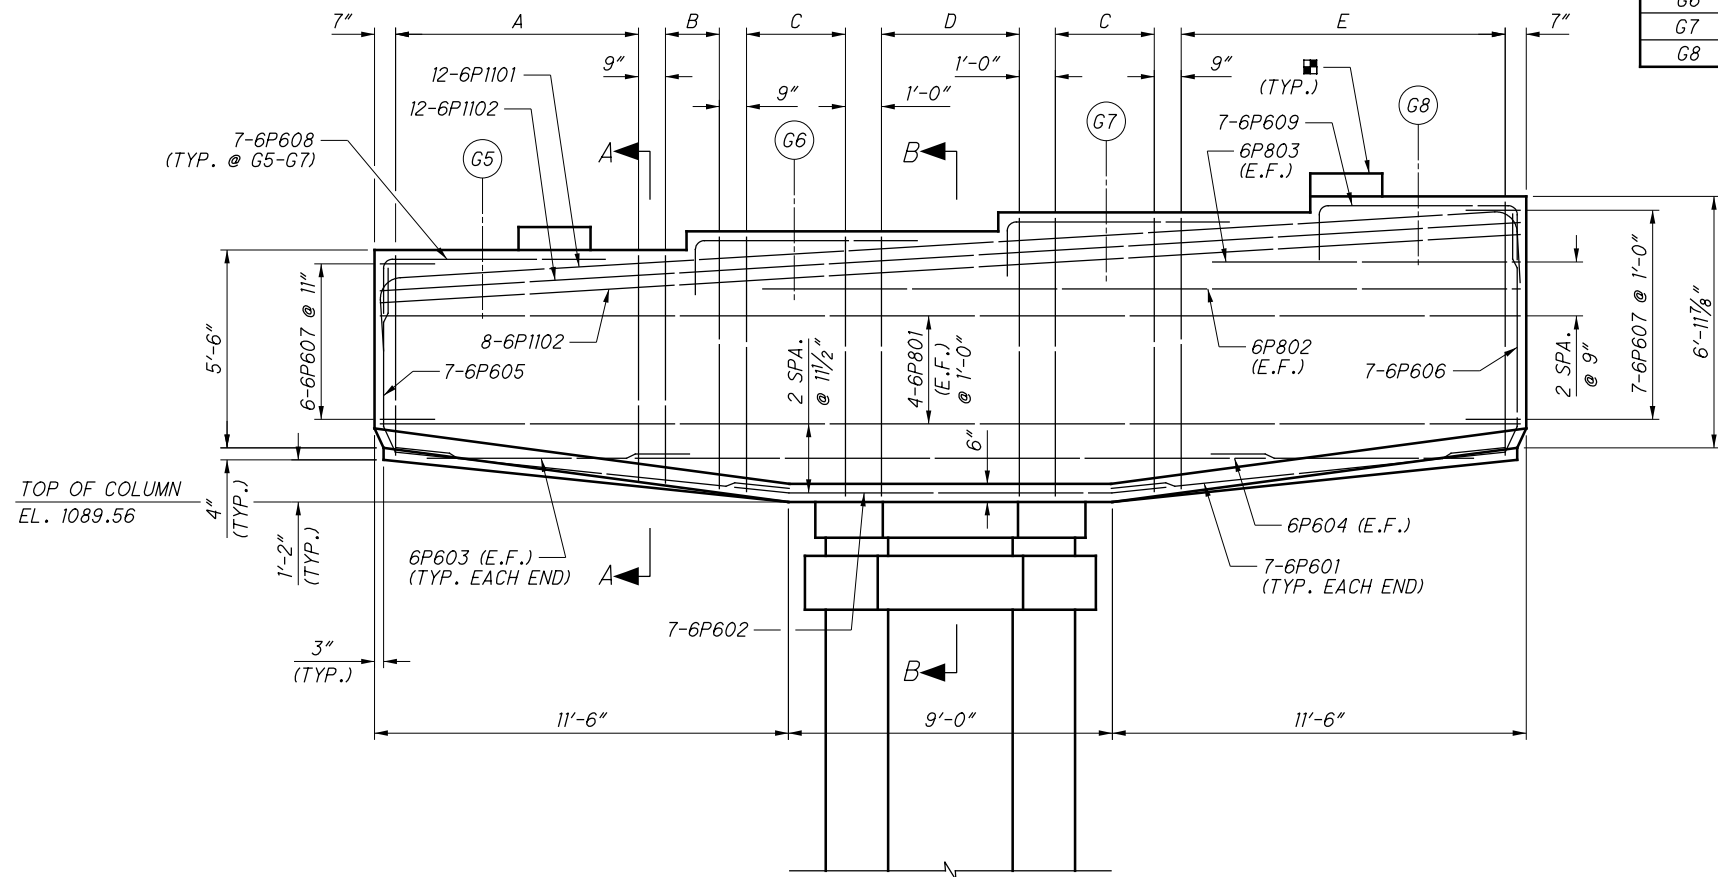 7"
A
B
C
D
C
E
7"
G6
G7
G8
9"
1'-0"
9"
(TYP.)
12-6P1101
12-6P1102
9"
1'-0"
7-6P608
(TYP. @ G5-G7)
G5
A
G6
B
G7
7-6P609
G8
6P803
(E.F.)
5'-6"
6-6P607 @ 11"
8-6P1102
7-6P605
2 SPA.
@ 11 1/2"
4-6P801
(E.F.)
@ 1'-0"
6"
6P802
(E.F.)
7-6P606
2 SPA.
@ 9"
7-6P607 @ 1'-0"
6'-11 7/8"
TOP OF COLUMN
EL. 1089.56
4"
(TYP.)
1'-2"
(TYP.)
6P603 (E.F.)
(TYP. EACH END)
A
6P604 (E.F.)
7-6P601
(TYP. EACH END)
7-6P602
B
3"
(TYP.)
11'-6"
9'-0"
11'-6"